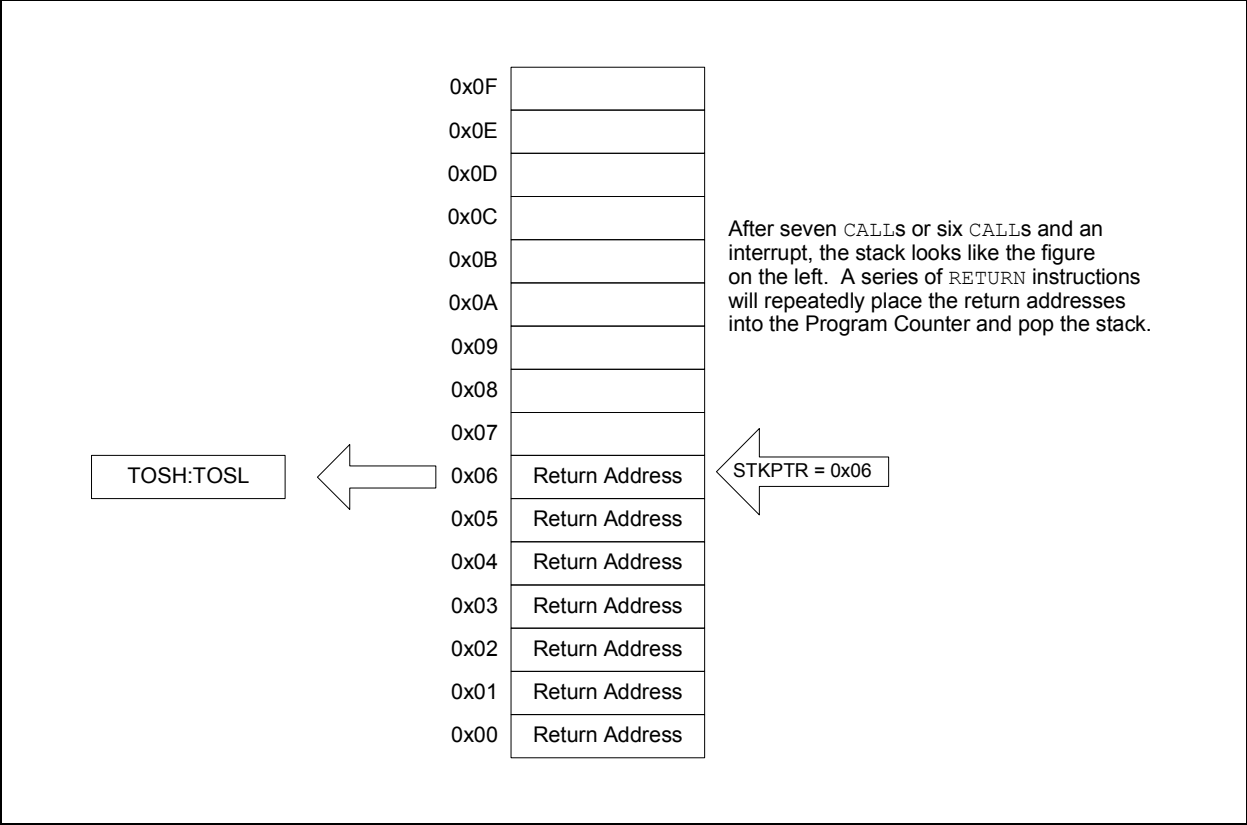 0x0F
0x0E
0x0D
0x0C
0x0B
0x0A
0x09
0x08
0x07
After seven CALLs or six CALLs and an
interrupt, the stack looks like the figure
on the left. A series of RETURN instructions
will repeatedly place the return addresses
into the Program Counter and pop the stack.
TOSH:TOSL 0x06 Return Address STKPTR = 0x06
0x05 Return Address
0x04 Return Address
0x03 Return Address
0x02 Return Address
0x01 Return Address
0x00 Return Address